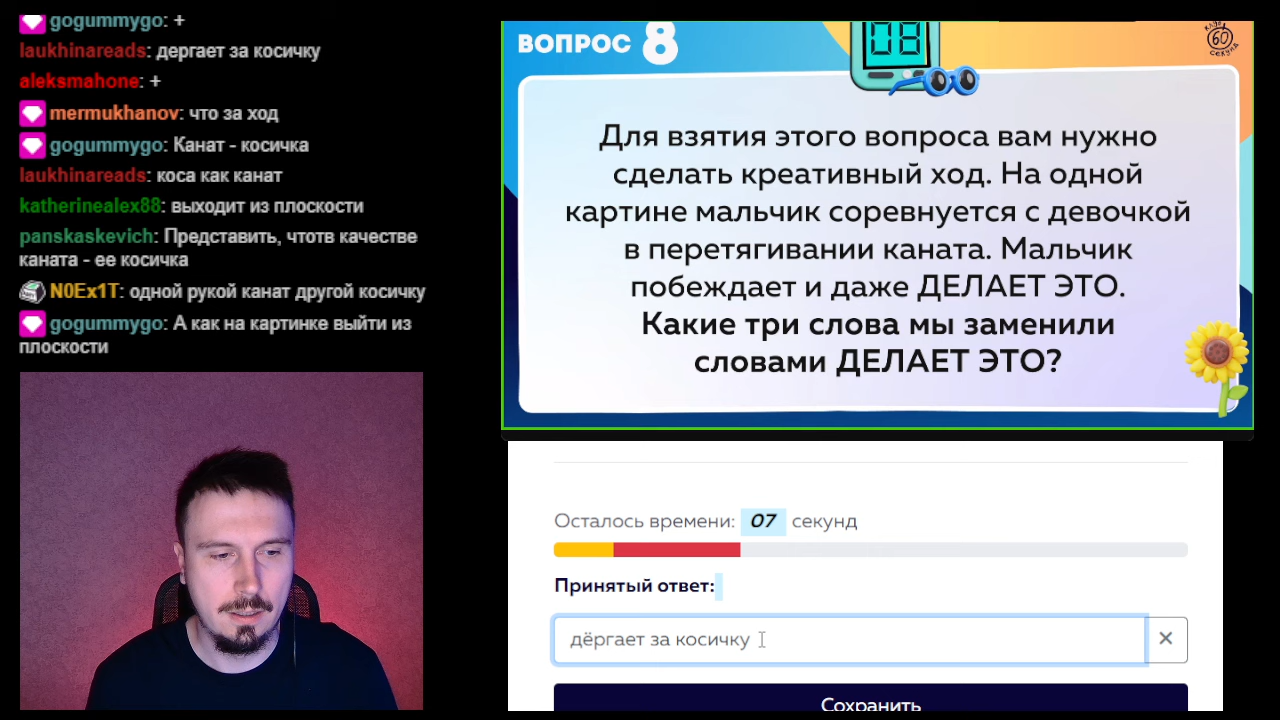 gogummygo: +
laukhinareads: дергает за косичку
aleksmahone: +
mermukhanov: что за ход
gogummygo: Канат - косичка
laukhinareads: коса как канат
katherinealex88: выходит из плоскости
panskaskevich: Представить, чтотв качестве
каната - ее косичка
N0Ex1T: одной рукой канат другой косичку
gogummygo: А как на картинке выйти из
плоскости
ВОПРОС 8
08
КЛУБ
60
СЕКУНД
Для взятия этого вопроса вам нужно
сделать креативный ход. На одной
картине мальчик соревнуется с девочкой
в перетягивании каната. Мальчик
побеждает и даже ДЕЛАЕТ ЭТО.
Какие три слова мы заменили
словами ДЕЛАЕТ ЭТО?
Осталось времени: 07 секунд
Принятый ответ:
дёргает за косичку
Сохранить